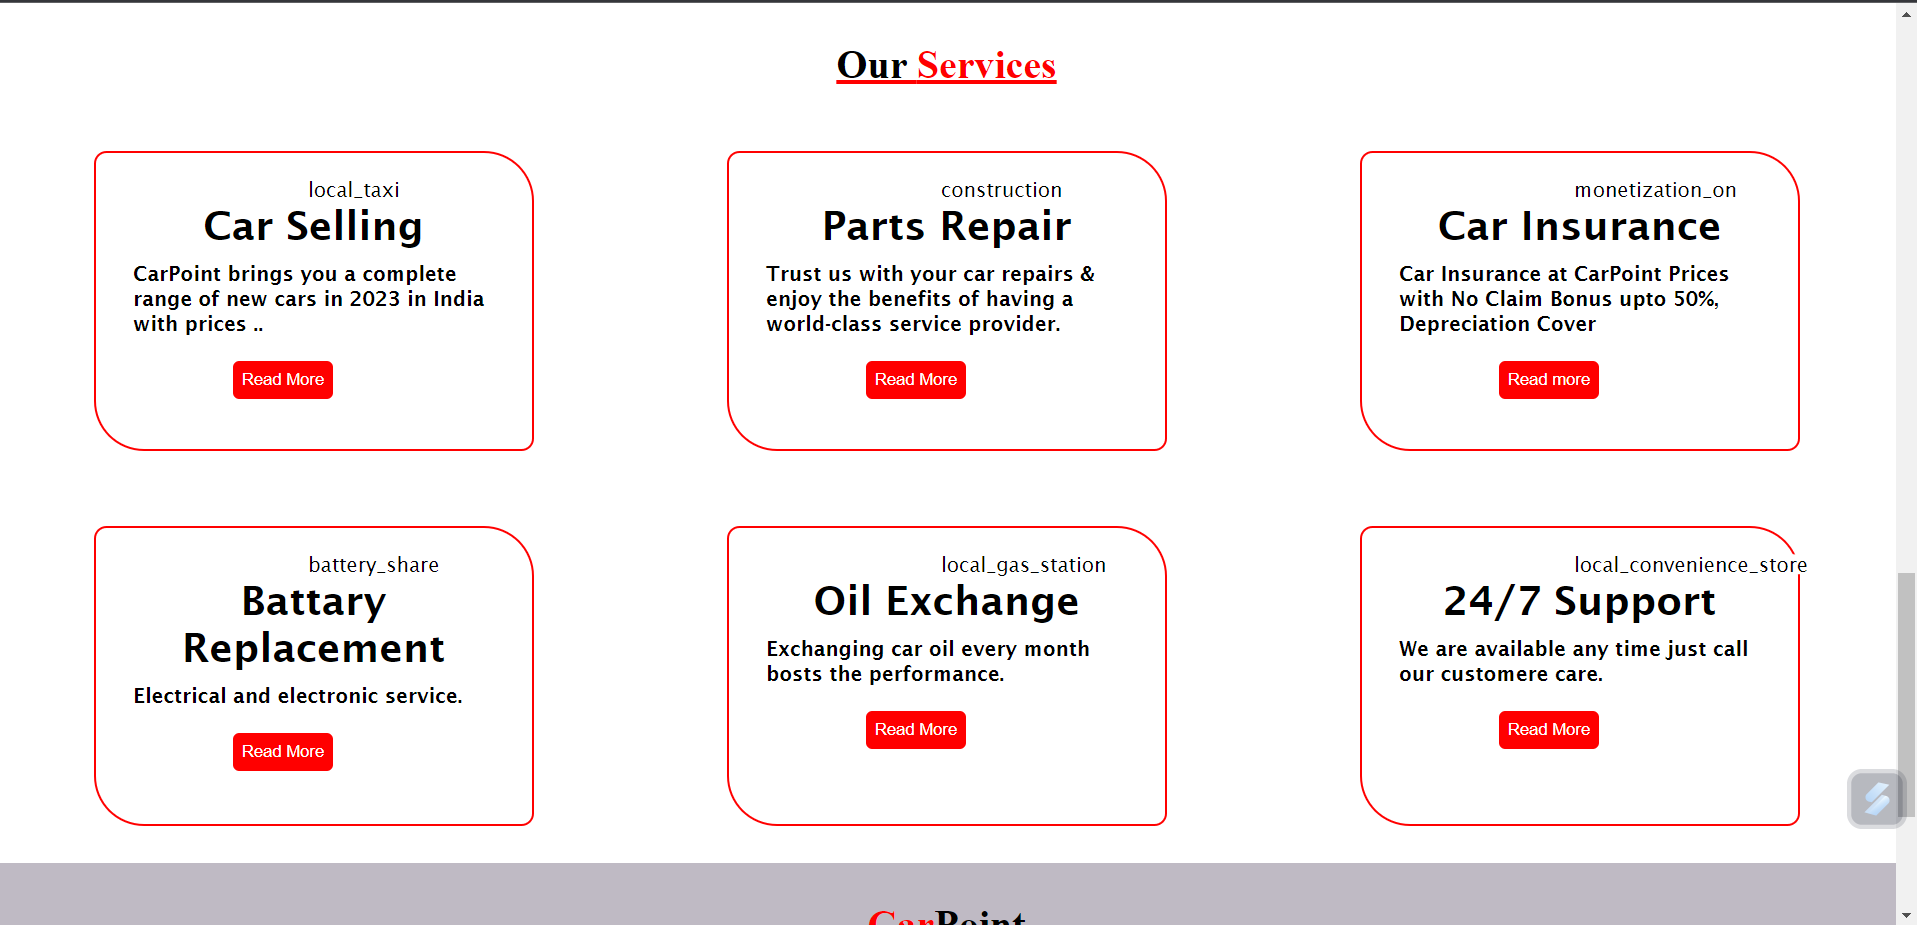 Our Services
local_taxi
Car Selling
CarPoint brings you a complete
range of new cars in 2023 in India
with prices ..
Read More
construction
Parts Repair
Trust us with your car repairs &
enjoy the benefits of having a
world-class service provider.
Read More
monetization_on
Car Insurance
Car Insurance at CarPoint Prices
with No Claim Bonus upto 50%,
Depreciation Cover
Read more
battery_share
Battary
Replacement
Electrical and electronic service.
Read More
local_gas_station
Oil Exchange
Exchanging car oil every month
bosts the performance.
Read More
local_convenience_store
24/7 Support
We are available any time just call
our customere care.
Read More
CarPoint